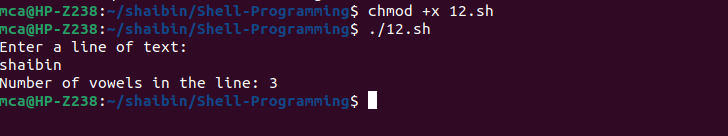 mca@HP-Z238:~/shaibin/Shell-Programming$ chmod +x 12.sh
mca@HP-Z238:~/shaibin/Shell-Programming$ ./12.sh
Enter a line of text:
shaibin
Number of vowels in the line: 3
mca@HP-Z238:~/shaibin/Shell-Programming$